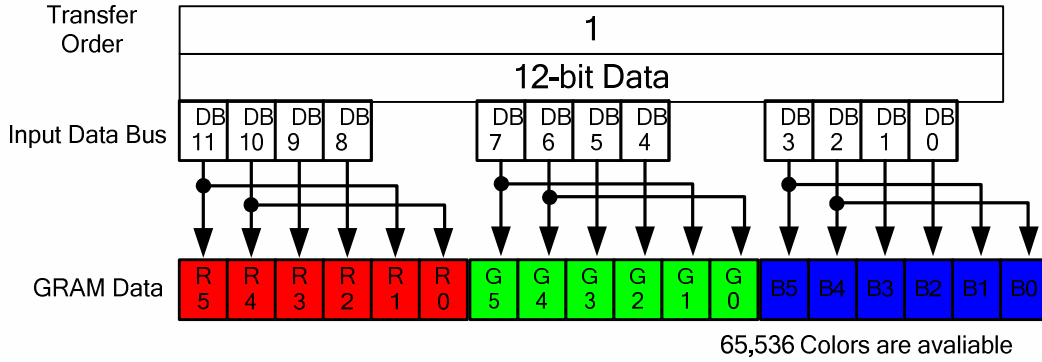 Transfer Order
1
12-bit Data
Input Data Bus
DB 11 DB 10 DB 9 DB 8 DB 7 DB 6 DB 5 DB 4 DB 3 DB 2 DB 1 DB 0
GRAM Data
R 5 R 4 R 3 R 2 R 1 R 0 G 5 G 4 G 3 G 2 G 1 G 0 B5 B4 B3 B2 B1 B0
65,536 Colors are avaliable